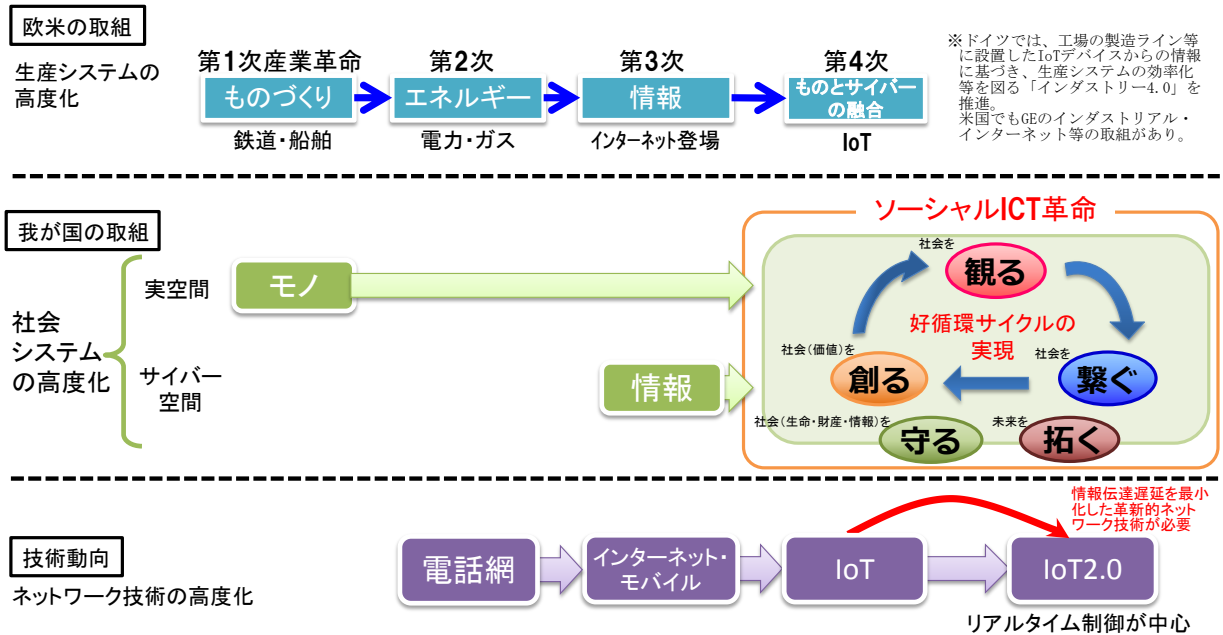 欧米の取組
生産システムの
高度化
第1次産業革命
ものづくり
鉄道・船舶
第2次
エネルギー
電力・ガス
第3次
情報
インターネット登場
第4次
ものとサイバー
の融合
IoT
※ドイツでは、工場の製造ライン等
に設置したIoTデバイスからの情報
に基づき、生産システムの効率化
等を図る「インダストリー4.0」を
推進。
米国でもGEのインダストリアル・
インターネット等の取組があり。
我が国の取組
社会
システム
の高度化
実空間
モノ
サイバー
空間
情報
ソーシャルICT革命
社会を
観る
好循環サイクルの
実現
社会を
繋ぐ
社会(価値)を
創る
社会(生命・財産・情報)を
守る
未来を
拓く
技術動向
ネットワーク技術の高度化
電話網
インターネット・
モバイル
IoT
情報伝達遅延を最小
化した革新的ネット
ワーク技術が必要
IoT2.0
リアルタイム制御が中心